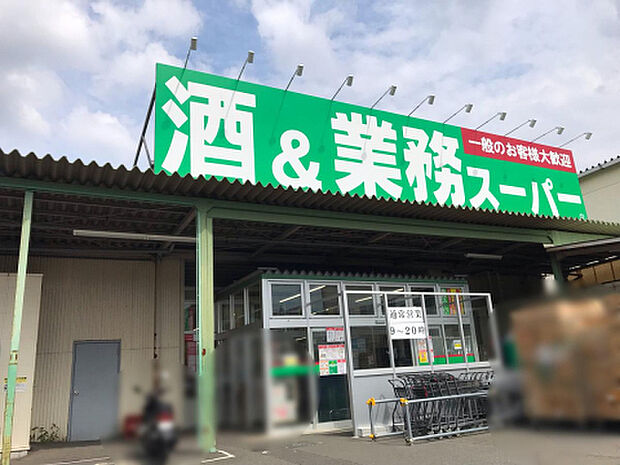 酒&業務スーパー
一般のお客様大歓迎
通常営業
9~20時